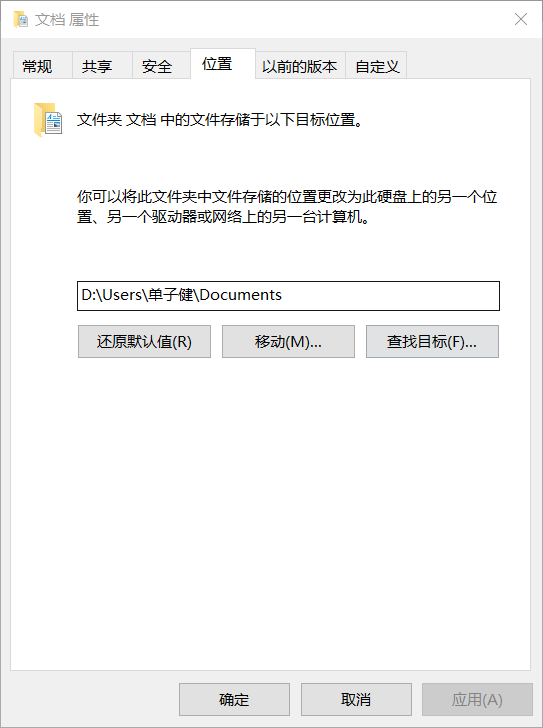 文档 属性
常规 共享 安全 位置 以前的版本 自定义
文件夹 文档 中的文件存储于以下目标位置。
你可以将此文件夹中文件存储的位置更改为此硬盘上的另一个位
置、另一个驱动器或网络上的另一台计算机。
D:\Users\单子健\Documents
还原默认值(R) 移动(M)... 查找目标(F)...
确定 取消 应用(A)